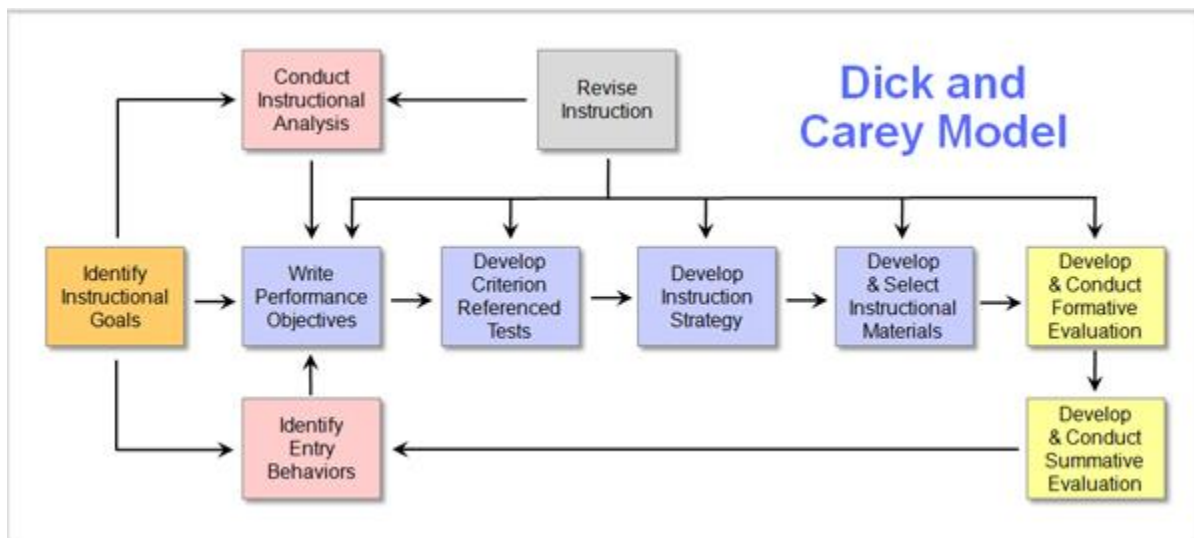 Conduct
Instructional
Analysis
Revise
Instruction
Dick and
Carey Model
Identify
Instructional
Goals
Write
Performance
Objectives
Develop
Criterion
Referenced
Tests
Develop
Instruction
Strategy
Develop
& Select
Instructional
Materials
Develop
& Conduct
Formative
Evaluation
Identify
Entry
Behaviors
Develop
& Conduct
Summative
Evaluation